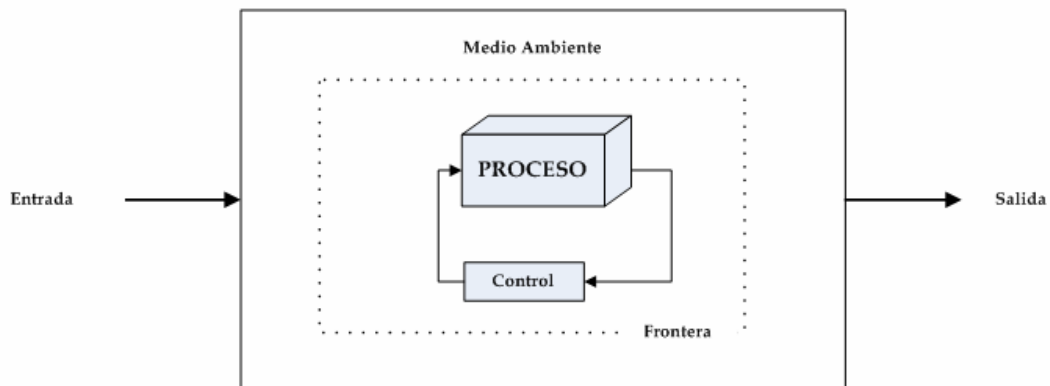 Medio Ambiente
PROCESO
Entrada
Salida
Control
Frontera